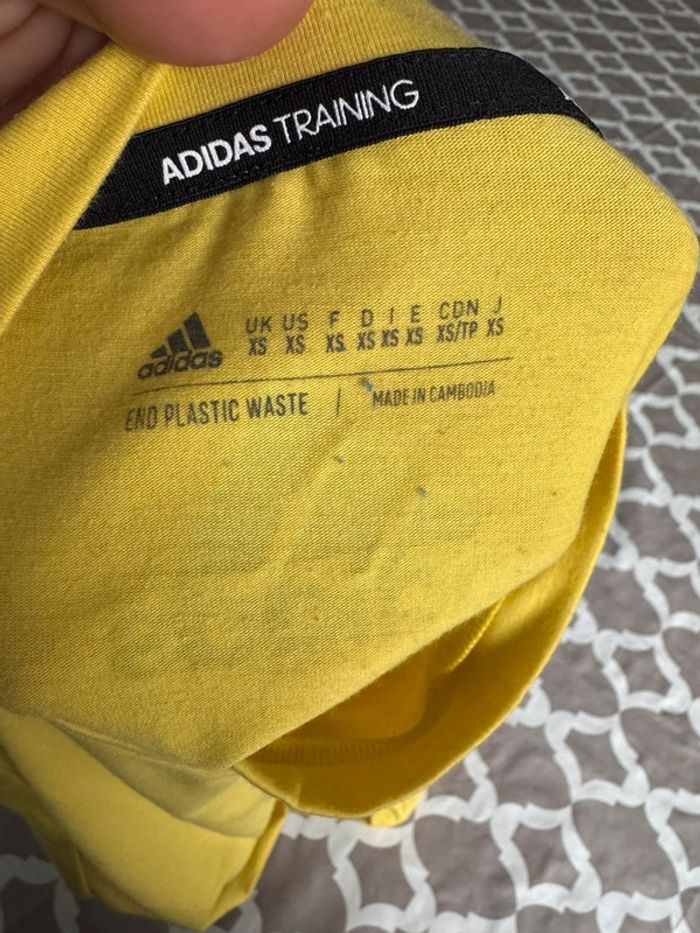 ADIDAS TRAINING
adidas
UK US F D I E CDN J
XS XS XS XS XS XS XS/TP XS
END PLASTIC WASTE | MADE IN CAMBODIA